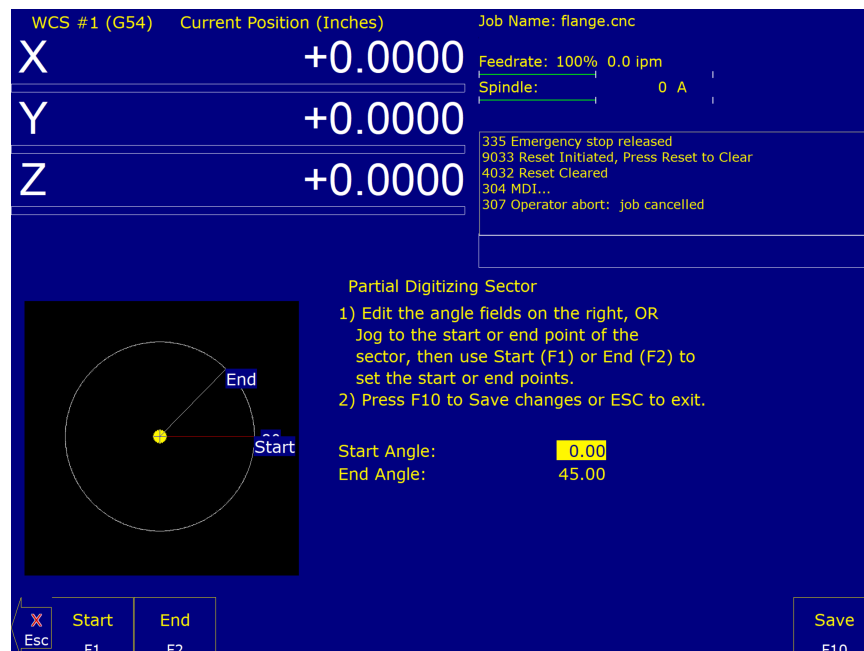 WCS #1 (G54) Current Position (Inches)
X +0.0000
Y +0.0000
Z +0.0000
Job Name: flange.cnc
Feedrate: 100% 0.0 ipm
Spindle: 0 A
335 Emergency stop released
9033 Reset Initiated, Press Reset to Clear
4032 Reset Cleared
304 MDI...
307 Operator abort: job cancelled
Partial Digitizing Sector
1) Edit the angle fields on the right, OR
Jog to the start or end point of the
sector, then use Start (F1) or End (F2) to
set the start or end points.
2) Press F10 to Save changes or ESC to exit.
Start Angle: 0.00
End Angle: 45.00
End
Start
X
Esc
Start
F1
End
F2
Save
F10